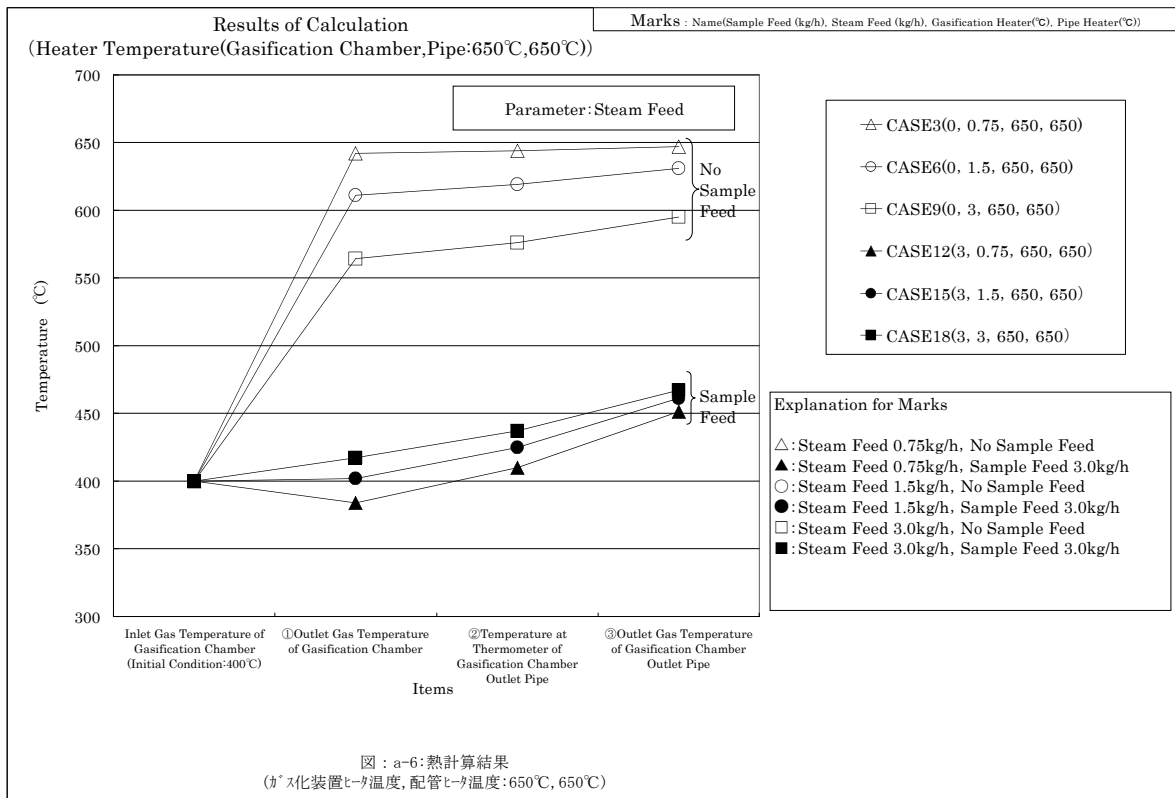 Results of Calculation
(Heater Temperature(Gasification Chamber,Pipe:650℃,650℃))
Marks : Name(Sample Feed (kg/h), Steam Feed (kg/h), Gasification Heater(℃), Pipe Heater(℃))
Parameter:Steam Feed
700
650
600
550
500
450
400
350
300
Temperature (℃)
No
Sample
Feed
Sample
Feed
Inlet Gas Temperature of
Gasification Chamber
(Initial Condition:400℃)
①Outlet Gas Temperature
of Gasification Chamber
②Temperature at
Thermometer of
Gasification Chamber
Outlet Pipe
③Outlet Gas Temperature
of Gasification Chamber
Outlet Pipe
Items
CASE3(0, 0.75, 650, 650)
CASE6(0, 1.5, 650, 650)
CASE9(0, 3, 650, 650)
CASE12(3, 0.75, 650, 650)
CASE15(3, 1.5, 650, 650)
CASE18(3, 3, 650, 650)
Explanation for Marks
△:Steam Feed 0.75kg/h, No Sample Feed
▲:Steam Feed 0.75kg/h, Sample Feed 3.0kg/h
○:Steam Feed 1.5kg/h, No Sample Feed
●:Steam Feed 1.5kg/h, Sample Feed 3.0kg/h
□:Steam Feed 3.0kg/h, No Sample Feed
■:Steam Feed 3.0kg/h, Sample Feed 3.0kg/h
図:a-6:熱計算結果
(ｶﾞｽ化装置ﾋｰﾀ温度,配管ﾋｰﾀ温度:650℃,650℃)